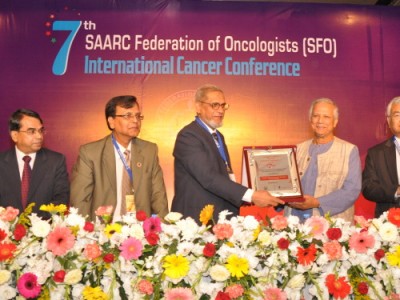 7th
SAARC Federation of Oncologists (SFO)
International Cancer Conference